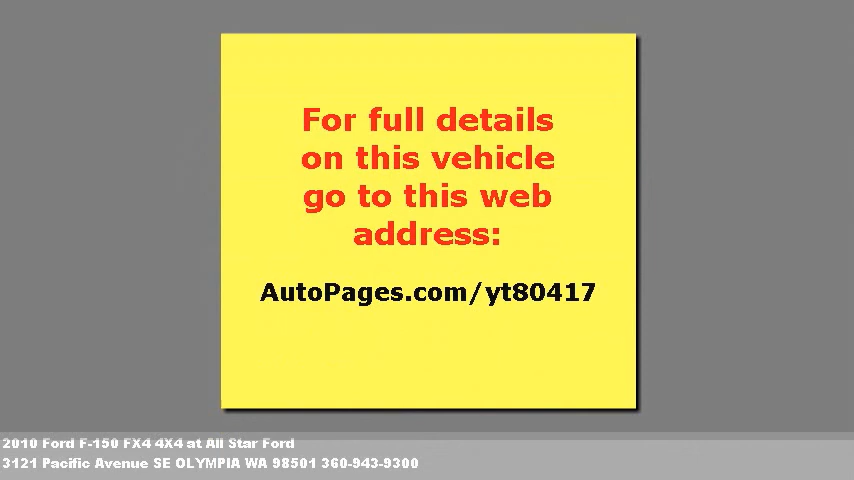 For full details
on this vehicle
go to this web
address:
AutoPages.com/yt80417
2010 Ford F-150 FX4 4X4 at All Star Ford
3121 Pacific Avenue SE OLYMPIA WA 98501 360-943-9300